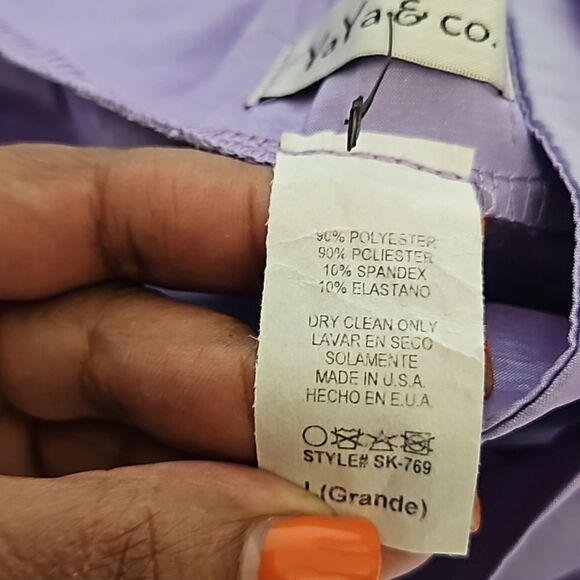 YaYa & co.
90% POLYESTER
90% POLIESTER
10% SPANDEX
10% ELASTANO
DRY CLEAN ONLY
LAVAR EN SECO
SOLAMENTE
MADE IN U.S.A.
HECHO EN E.U.A.
STYLE# SK-769
L(Grande)